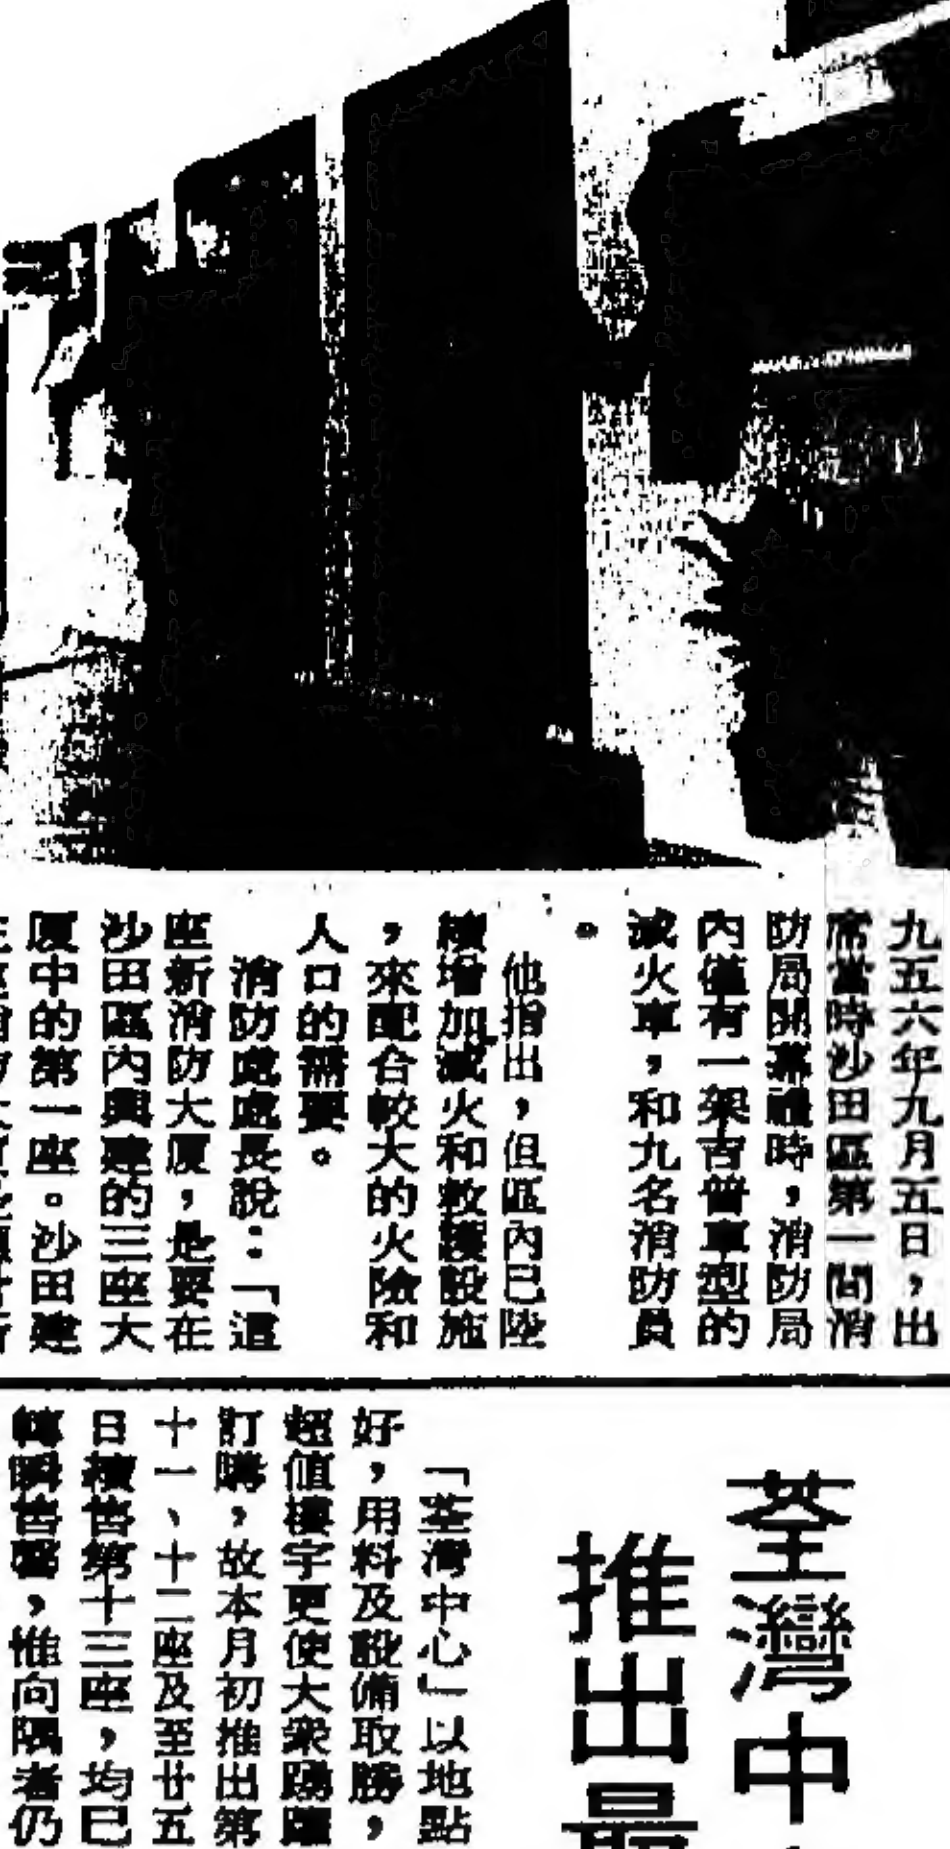 九五六年九月五日，出
席當時沙田區第一間消
防局開幕禮時，消防局
內僅有一架吉普車型的
滅火車，和九名消防員
。
他指出，但區內已陸
續增加滅火和救護設施
，來配合較大的火險和
人口的需要。
消防處處長說：「這
座新消防大厦，是要在
沙田區內興建的三座大
厦中的第一座。沙田建
荃灣中
推出最
「荃灣中心」以地點
好，用料及設備取勝，
超值樓宇更使大衆踴躍
訂購，故本月初推出第
十一、十二座及至廿五
日續售第十三座，均已
轉瞬售罄，惟向隅者仍